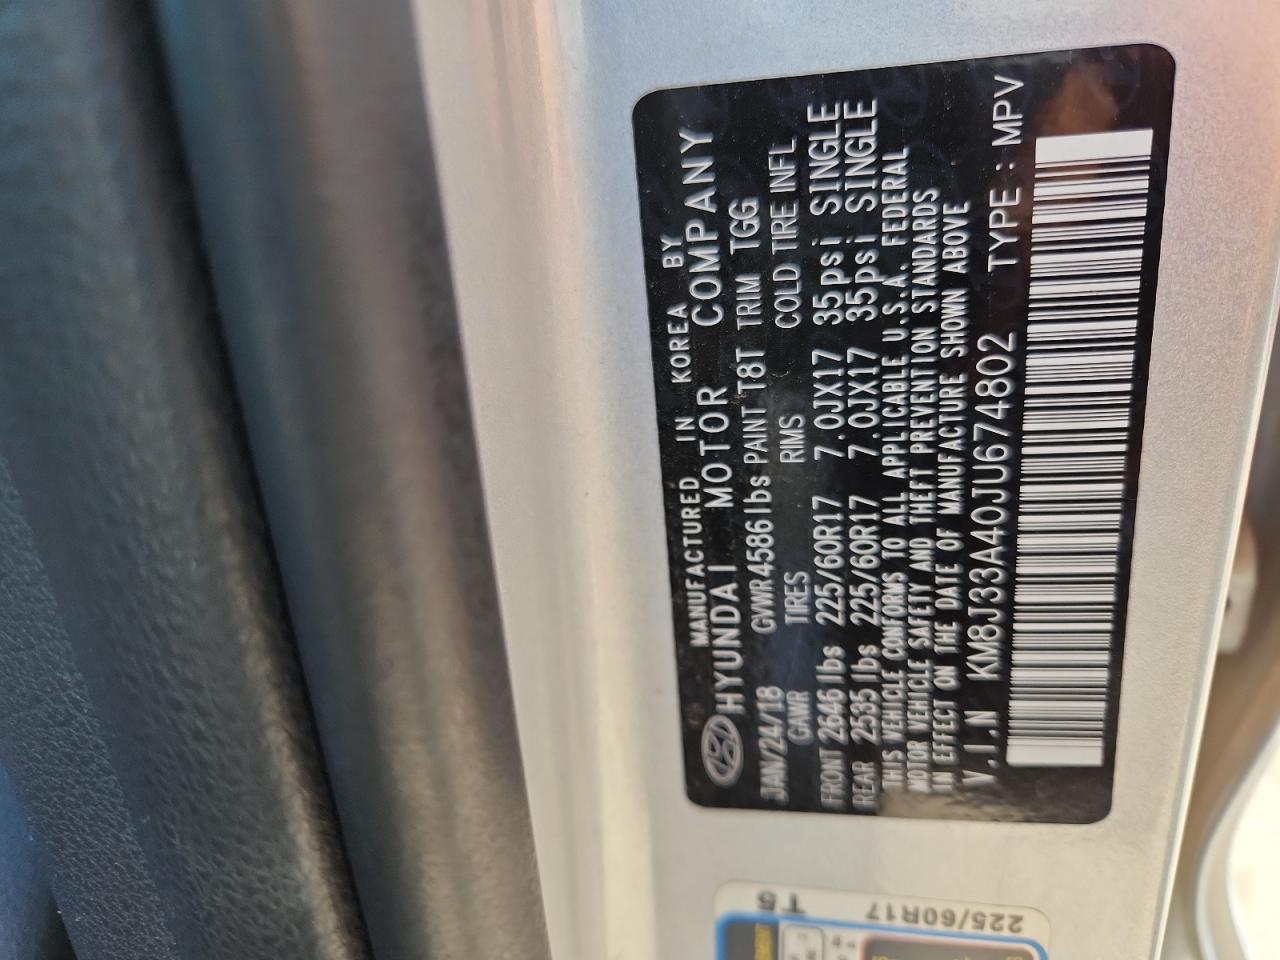 MANUFACTURED IN KOREA BY
HYUNDAI MOTOR COMPANY
JAN/24/18 GVWR 4586 lbs PAINT T8T TRIM TGG
GAWR TIRES RIMS COLD TIRE INFL
FRONT 2646 lbs 225/60R17 7.0JX17 35psi SINGLE
REAR 2535 lbs 225/60R17 7.0JX17 35psi SINGLE
THIS VEHICLE CONFORMS TO ALL APPLICABLE U.S.A. FEDERAL
MOTOR VEHICLE SAFETY AND THEFT PREVENTION STANDARDS
IN EFFECT ON THE DATE OF MANUFACTURE SHOWN ABOVE
V.I.N KM8J33A40JU674802 TYPE : MPV
225/60R17